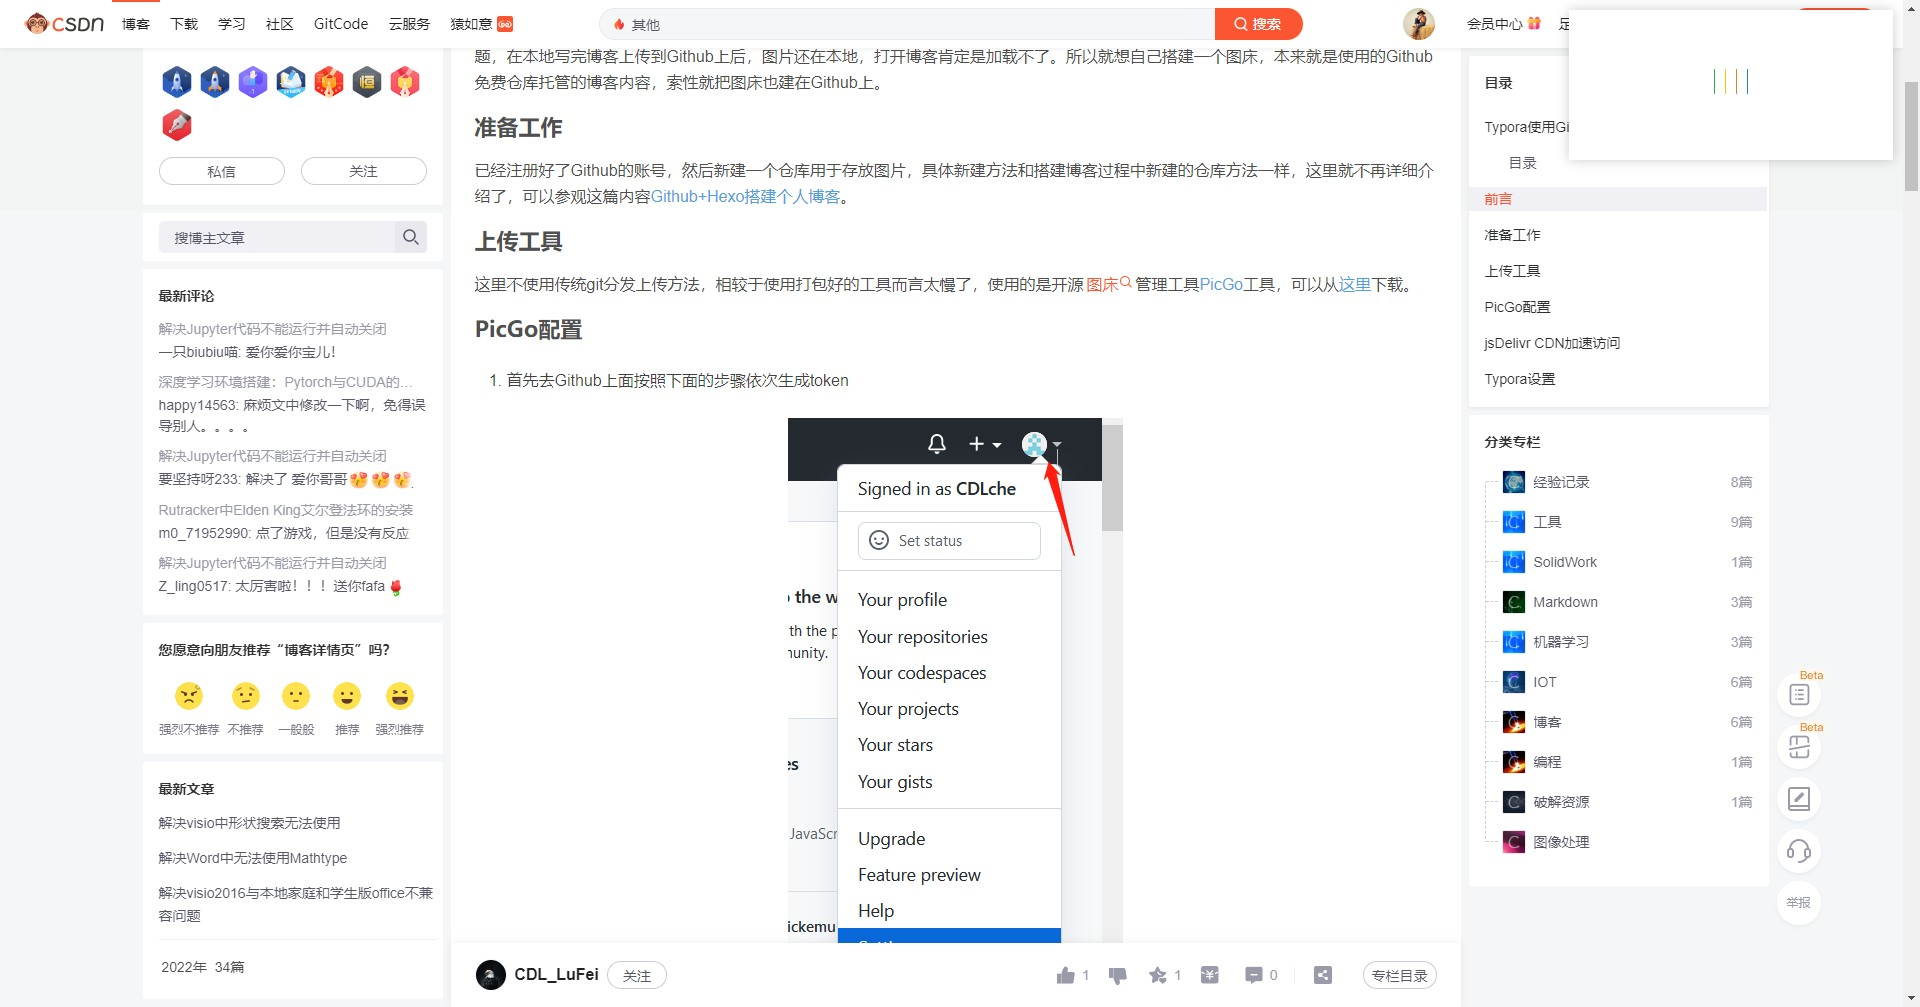 CSDN
博客
下载
学习
社区
GitCode
云服务
猿如意
其他
搜索
会员中心
私信
关注
搜博主文章
最新评论
解决Jupyter代码不能运行并自动关闭
一只biubiu喵: 爱你爱你宝儿！
深度学习环境搭建：Pytorch与CUDA的…
happy14563: 麻烦文中修改一下啊，免得误
导别人。。。。
解决Jupyter代码不能运行并自动关闭
要坚持呀233: 解决了 爱你哥哥
Rutracker中Elden King艾尔登法环的安装
m0_71952990: 点了游戏，但是没有反应
解决Jupyter代码不能运行并自动关闭
Z_ling0517: 太厉害啦！！！送你fafa
您愿意向朋友推荐“博客详情页”吗？
强烈不推荐
不推荐
一般般
推荐
强烈推荐
最新文章
解决visio中形状搜索无法使用
解决Word中无法使用Mathtype
解决visio2016与本地家庭和学生版office不兼
容问题
2022年 34篇
题，在本地写完博客上传到Github上后，图片还在本地，打开博客肯定是加载不了。所以就想自己搭建一个图床，本来就是使用的Github
免费仓库托管的博客内容，索性就把图床也建在Github上。
准备工作
已经注册好了Github的账号，然后新建一个仓库用于存放图片，具体新建方法和搭建博客过程中新建的仓库方法一样，这里就不再详细介
绍了，可以参观这篇内容Github+Hexo搭建个人博客。
上传工具
这里不使用传统git分发上传方法，相较于使用打包好的工具而言太慢了，使用的是开源 图床 管理工具PicGo工具，可以从这里下载。
PicGo配置
1. 首先去Github上面按照下面的步骤依次生成token
Signed in as CDLche
Set status
the w
th the p
nunity.
Your profile
Your repositories
Your codespaces
Your projects
Your stars
Your gists
es
JavaScr
Upgrade
Feature preview
Help
ickemu
CDL_LuFei
关注
1
1
0
专栏目录
目录
Typora使用Gi
目录
前言
准备工作
上传工具
PicGo配置
jsDelivr CDN加速访问
Typora设置
分类专栏
经验记录 8篇
工具 9篇
SolidWork 1篇
Markdown 3篇
机器学习 3篇
IOT 6篇
博客 6篇
编程 1篇
破解资源 1篇
图像处理
Beta
Beta
举报